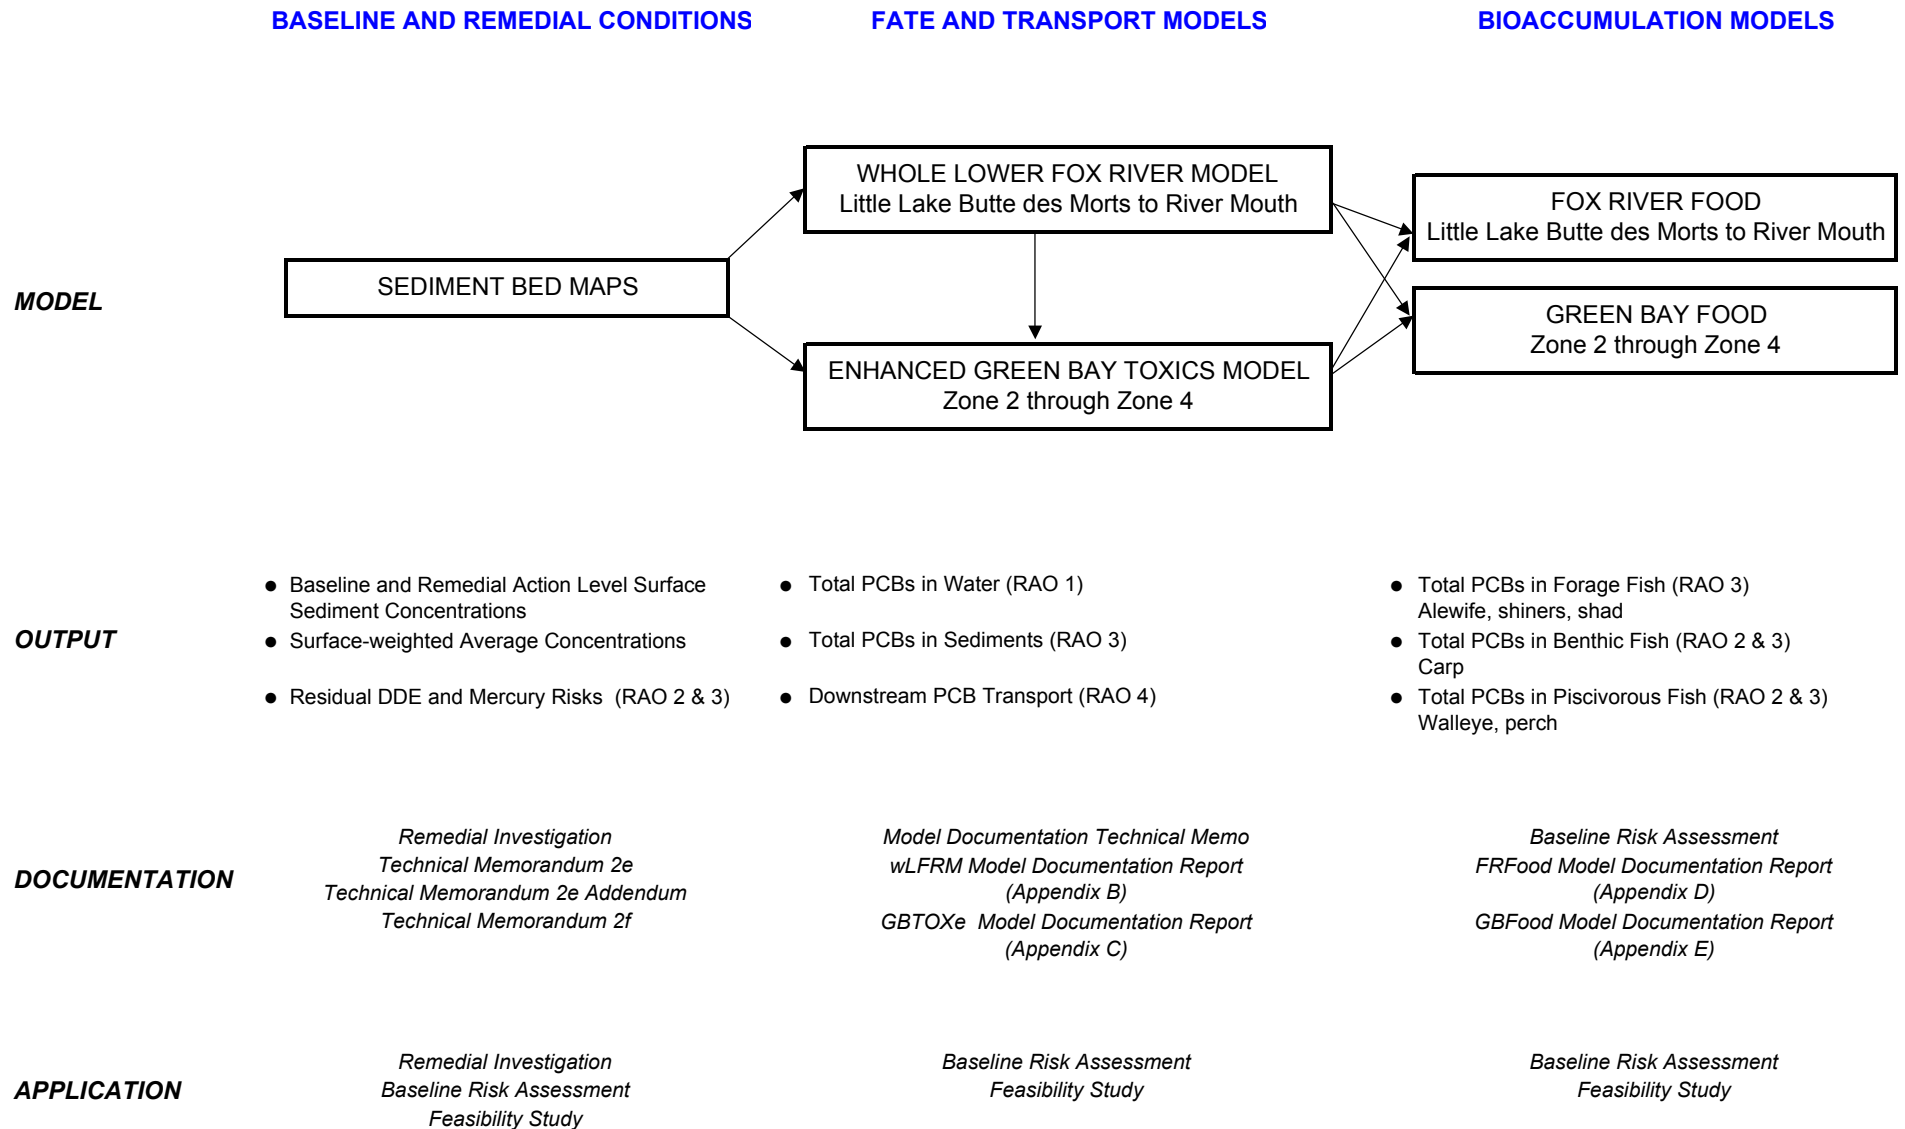 BASELINE AND REMEDIAL CONDITIONS
FATE AND TRANSPORT MODELS
BIOACCUMULATION MODELS
MODEL
SEDIMENT BED MAPS
WHOLE LOWER FOX RIVER MODEL
Little Lake Butte des Morts to River Mouth
ENHANCED GREEN BAY TOXICS MODEL
Zone 2 through Zone 4
FOX RIVER FOOD
Little Lake Butte des Morts to River Mouth
GREEN BAY FOOD
Zone 2 through Zone 4
OUTPUT
● Baseline and Remedial Action Level Surface
Sediment Concentrations
● Surface-weighted Average Concentrations
● Residual DDE and Mercury Risks (RAO 2 & 3)
● Total PCBs in Water (RAO 1)
● Total PCBs in Sediments (RAO 3)
● Downstream PCB Transport (RAO 4)
● Total PCBs in Forage Fish (RAO 3)
Alewife, shiners, shad
● Total PCBs in Benthic Fish (RAO 2 & 3)
Carp
● Total PCBs in Piscivorous Fish (RAO 2 & 3)
Walleye, perch
DOCUMENTATION
Remedial Investigation
Technical Memorandum 2e
Technical Memorandum 2e Addendum
Technical Memorandum 2f
Model Documentation Technical Memo
wLFRM Model Documentation Report
(Appendix B)
GBTOXe Model Documentation Report
(Appendix C)
Baseline Risk Assessment
FRFood Model Documentation Report
(Appendix D)
GBFood Model Documentation Report
(Appendix E)
APPLICATION
Remedial Investigation
Baseline Risk Assessment
Feasibility Study
Baseline Risk Assessment
Feasibility Study
Baseline Risk Assessment
Feasibility Study